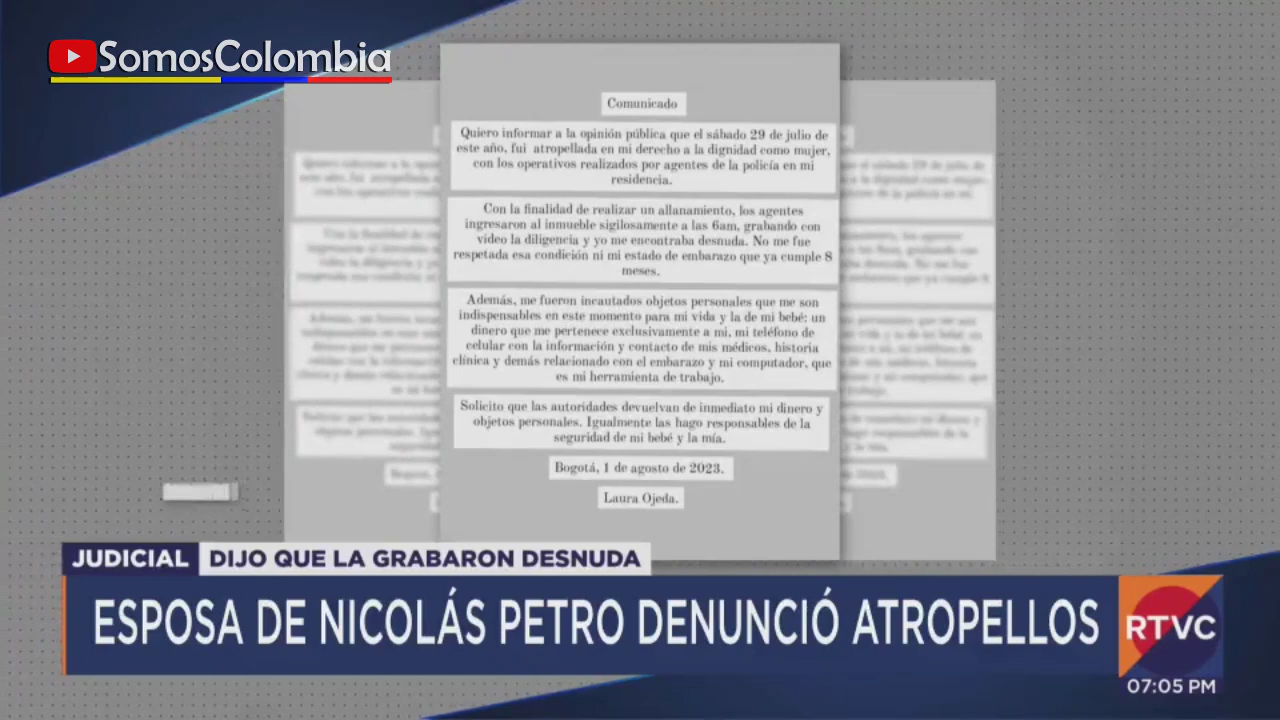 SomosColombia
Comunicado
Quiero informar a la opinión pública que el sábado 29 de julio de
este año, fui atropellada en mi derecho a la dignidad como mujer,
con los operativos realizados por agentes de la policía en mi
residencia.
Con la finalidad de realizar un allanamiento, los agentes
ingresaron al inmueble sigilosamente a las 6am, grabando con
video la diligencia y yo me encontraba desnuda. No me fue
respetada esa condición ni mi estado de embarazo que ya cumple 8
meses.
Además, me fueron incautados objetos personales que me son
indispensables en este momento para mi vida y la de mi bebé: un
dinero que me pertenece exclusivamente a mi, mi teléfono de
celular con la información y contacto de mis médicos, historia
clínica y demás relacionado con el embarazo y mi computador, que
es mi herramienta de trabajo.
Solicito que las autoridades devuelvan de inmediato mi dinero y
objetos personales. Igualmente las hago responsables de la
seguridad de mi bebé y la mía.
Bogotá, 1 de agosto de 2023.
Laura Ojeda.
JUDICIAL DIJO QUE LA GRABARON DESNUDA
ESPOSA DE NICOLÁS PETRO DENUNCIÓ ATROPELLOS
RTVC
07:05 PM